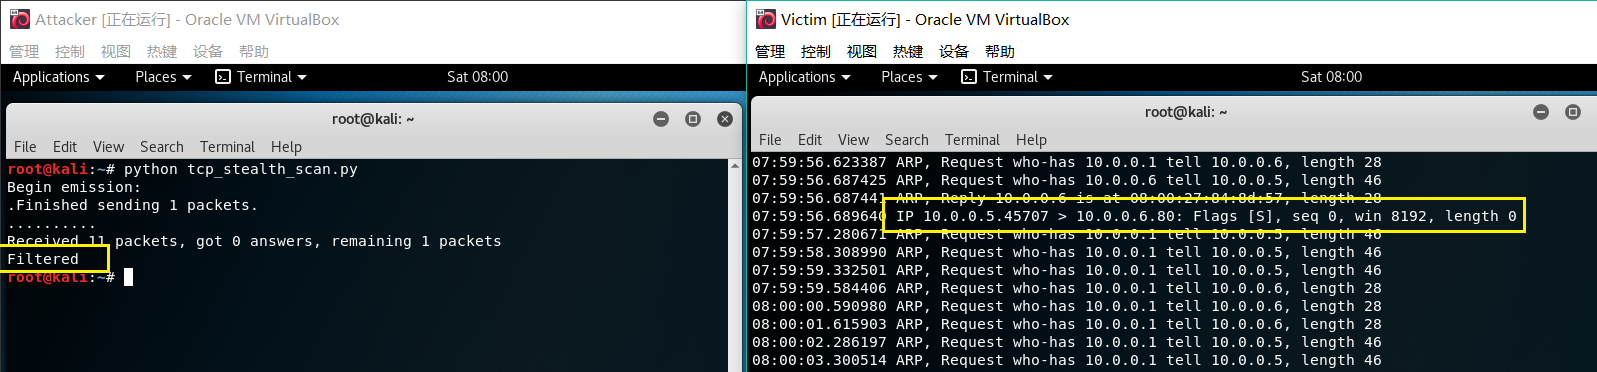 Attacker [正在运行] - Oracle VM VirtualBox
管理 控制 视图 热键 设备 帮助
Applications Places Terminal Sat 08:00
root@kali: ~
File Edit View Search Terminal Help
root@kali:~# python tcp_stealth_scan.py
Begin emission:
.Finished sending 1 packets.
..........
Received 11 packets, got 0 answers, remaining 1 packets
Filtered
root@kali:~#
Victim [正在运行] - Oracle VM VirtualBox
管理 控制 视图 热键 设备 帮助
Applications Places Terminal Sat 08:00
root@kali: ~
File Edit View Search Terminal Help
07:59:56.623387 ARP, Request who-has 10.0.0.1 tell 10.0.0.6, length 28
07:59:56.687425 ARP, Request who-has 10.0.0.6 tell 10.0.0.5, length 46
07:59:56.687441 ARP, Reply 10.0.0.6 is-at 08:00:27:84:8d:57, length 28
07:59:56.689640 IP 10.0.0.5.45707 > 10.0.0.6.80: Flags [S], seq 0, win 8192, length 0
07:59:57.280671 ARP, Request who-has 10.0.0.1 tell 10.0.0.5, length 46
07:59:58.308990 ARP, Request who-has 10.0.0.1 tell 10.0.0.5, length 46
07:59:59.332501 ARP, Request who-has 10.0.0.1 tell 10.0.0.5, length 46
07:59:59.584406 ARP, Request who-has 10.0.0.1 tell 10.0.0.6, length 28
08:00:00.590980 ARP, Request who-has 10.0.0.1 tell 10.0.0.6, length 28
08:00:01.615903 ARP, Request who-has 10.0.0.1 tell 10.0.0.6, length 28
08:00:02.286197 ARP, Request who-has 10.0.0.1 tell 10.0.0.5, length 46
08:00:03.300514 ARP, Request who-has 10.0.0.1 tell 10.0.0.5, length 46